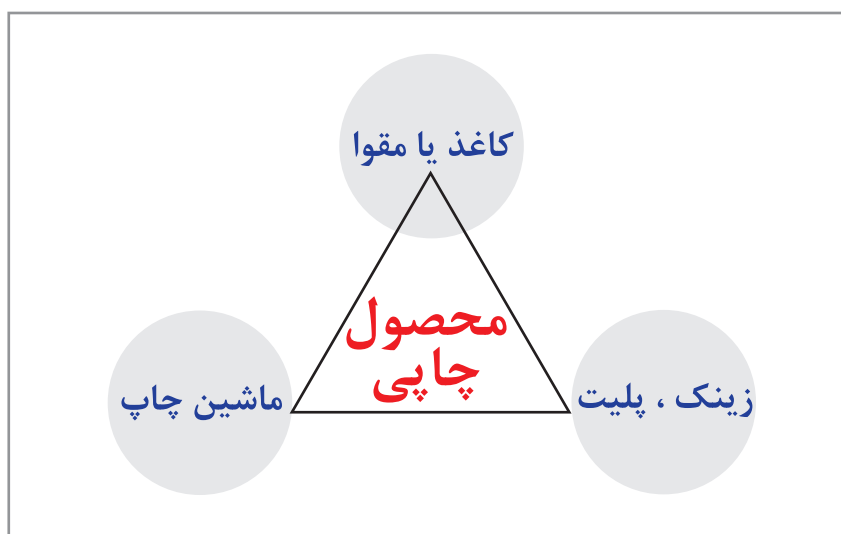 کاغذ یا مقوا
محصول
چاپی
زینک ، پلیت
ماشین چاپ